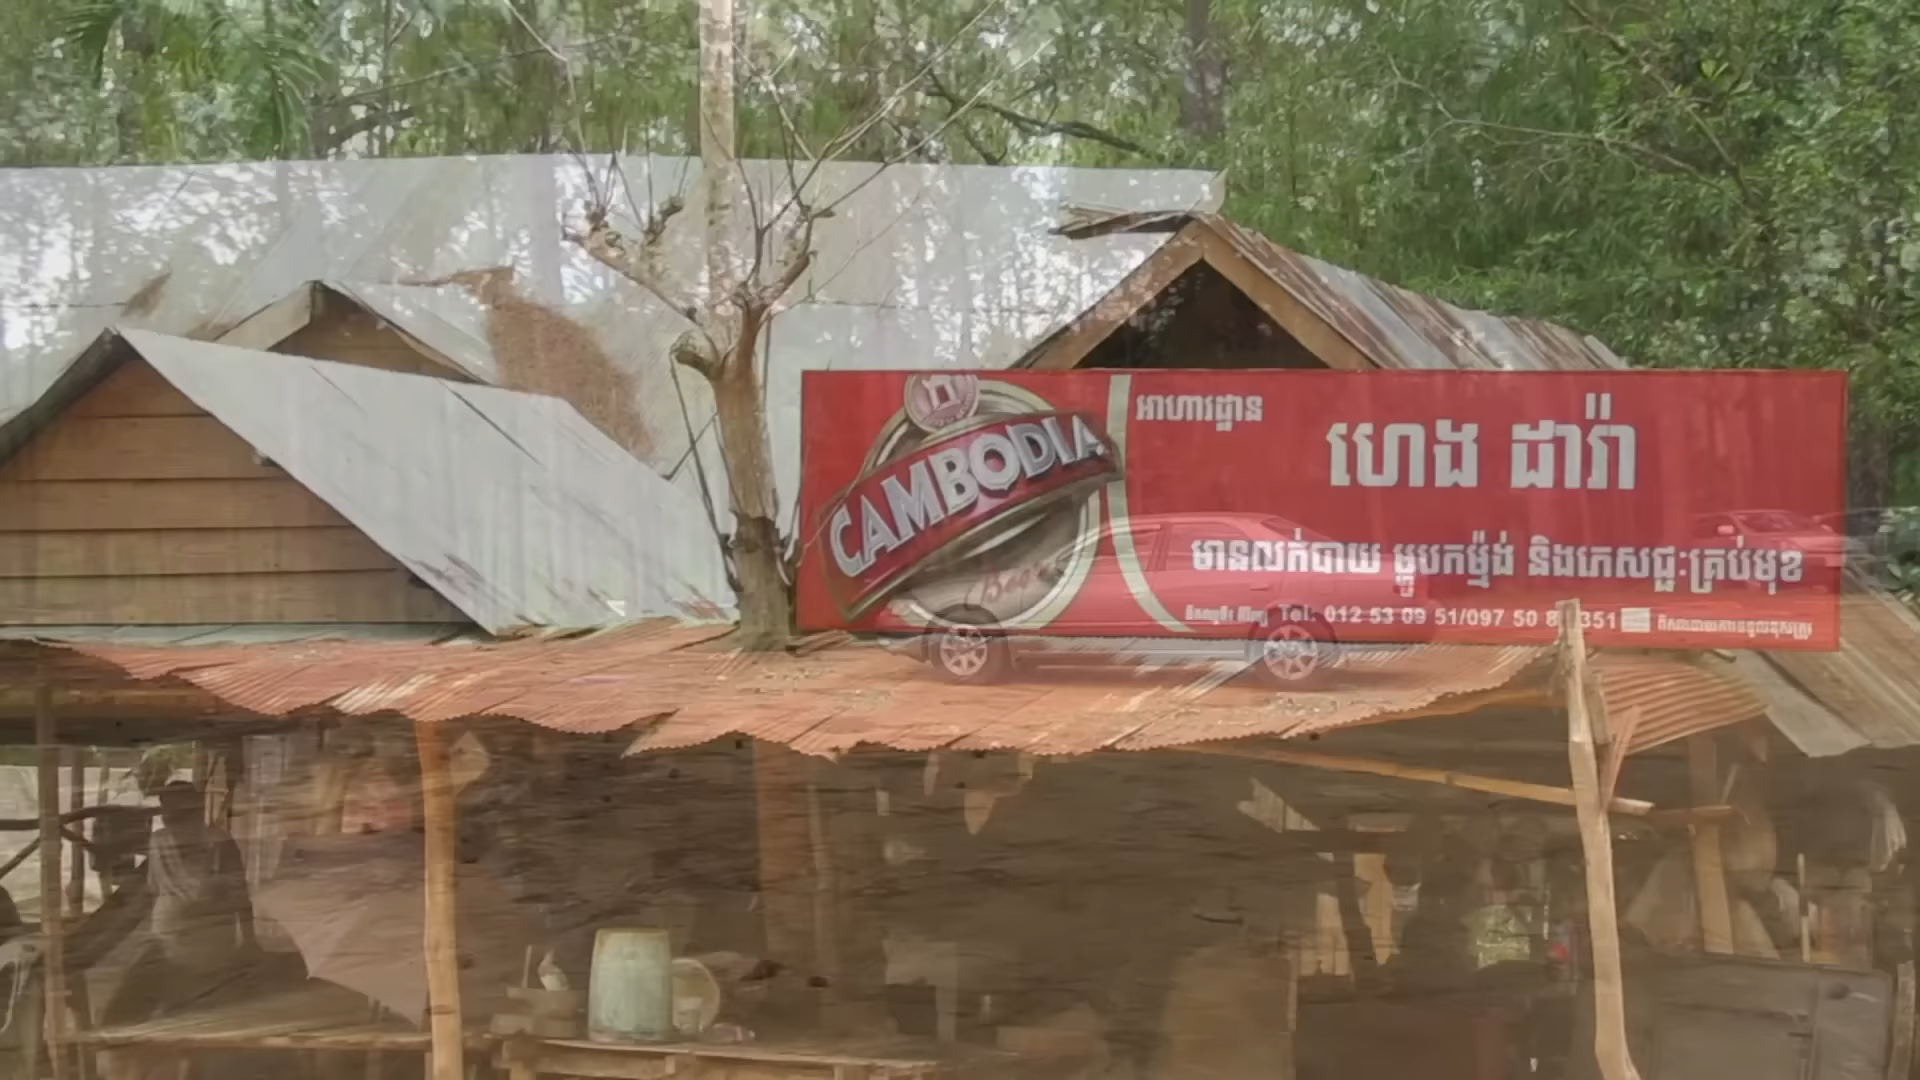 CAMBODIA
Beer
អាហារដ្ឋាន
ហេង ដារ៉ា
មានលក់បាយ ម្ហូបកម្ម៉ង់ និងភេសជ្ជៈគ្រប់មុខ
Tel: 012 53 09 51/097 50